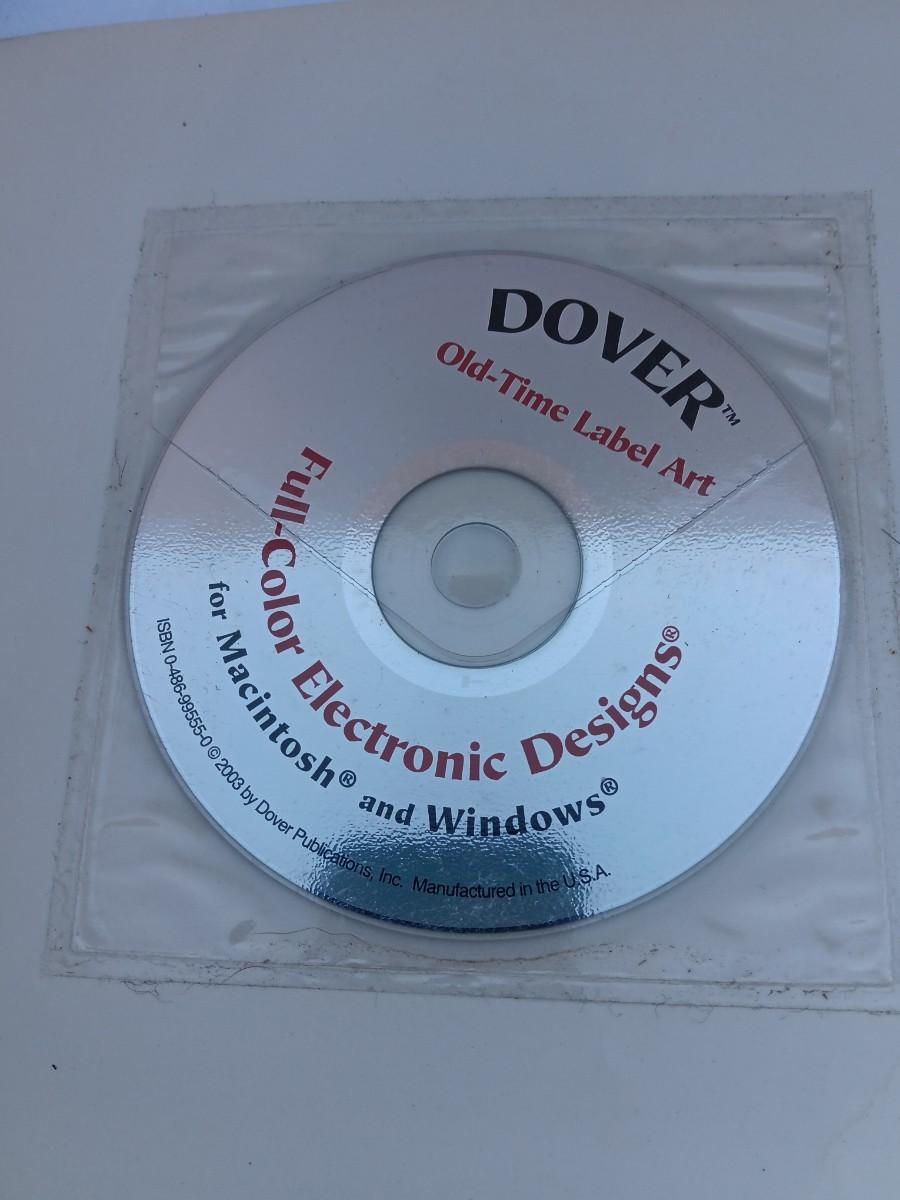 DOVER™
Old-Time Label Art
Full-Color Electronic Designs®
for Macintosh® and Windows®
ISBN 0-486-99555-0 © 2003 by Dover Publications, Inc. Manufactured in the U.S.A.